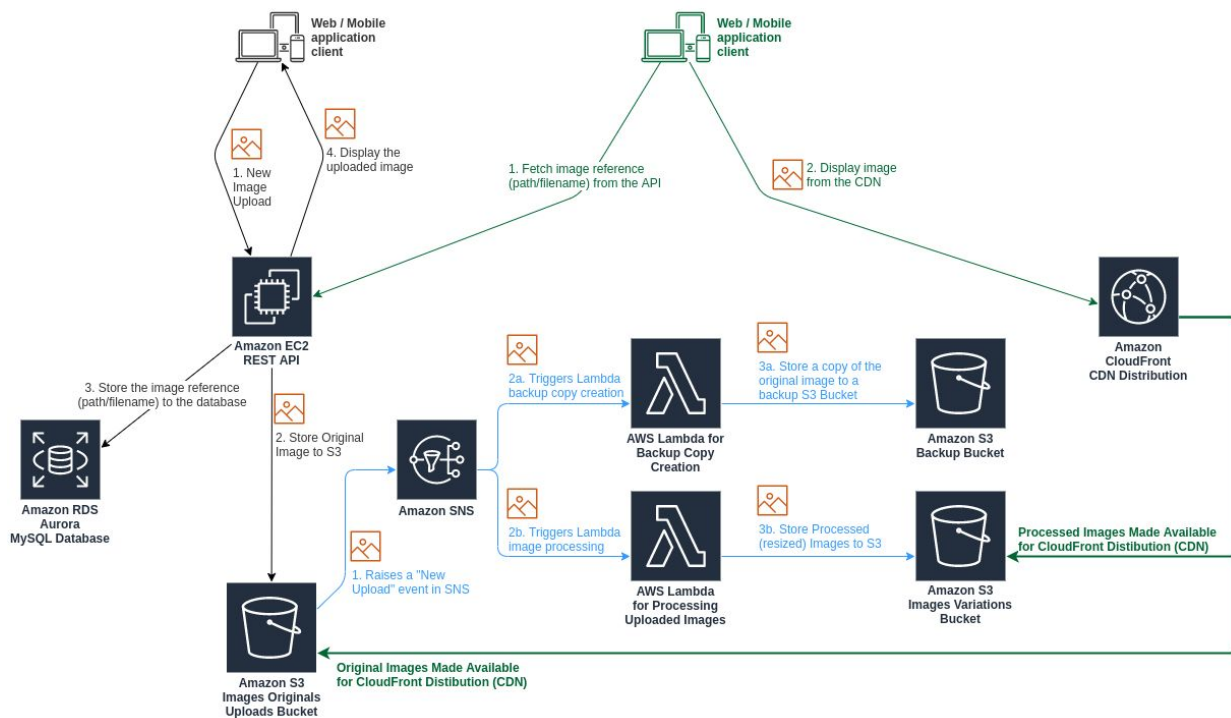 Web / Mobile
application
client
Web / Mobile
application
client
1. New
Image
Upload
4. Display the
uploaded image
1. Fetch image reference
(path/filename) from the API
2. Display image
from the CDN
Amazon EC2
REST API
Amazon
CloudFront
CDN Distribution
3. Store the image reference
(path/filename) to the database
2. Store Original
Image to S3
2a. Triggers Lambda
backup copy creation
3a. Store a copy of the
original image to a
backup S3 Bucket
AWS Lambda for
Backup Copy
Creation
Amazon S3
Backup Bucket
Amazon RDS
Aurora
MySQL Database
Amazon SNS
2b. Triggers Lambda
image processing
3b. Store Processed
(resized) Images to S3
Processed Images Made Available
for CloudFront Distibution (CDN)
1. Raises a "New
Upload" event in SNS
AWS Lambda
for Processing
Uploaded Images
Amazon S3
Images Variations
Bucket
Original Images Made Available
for CloudFront Distibution (CDN)
Amazon S3
Images Originals
Uploads Bucket